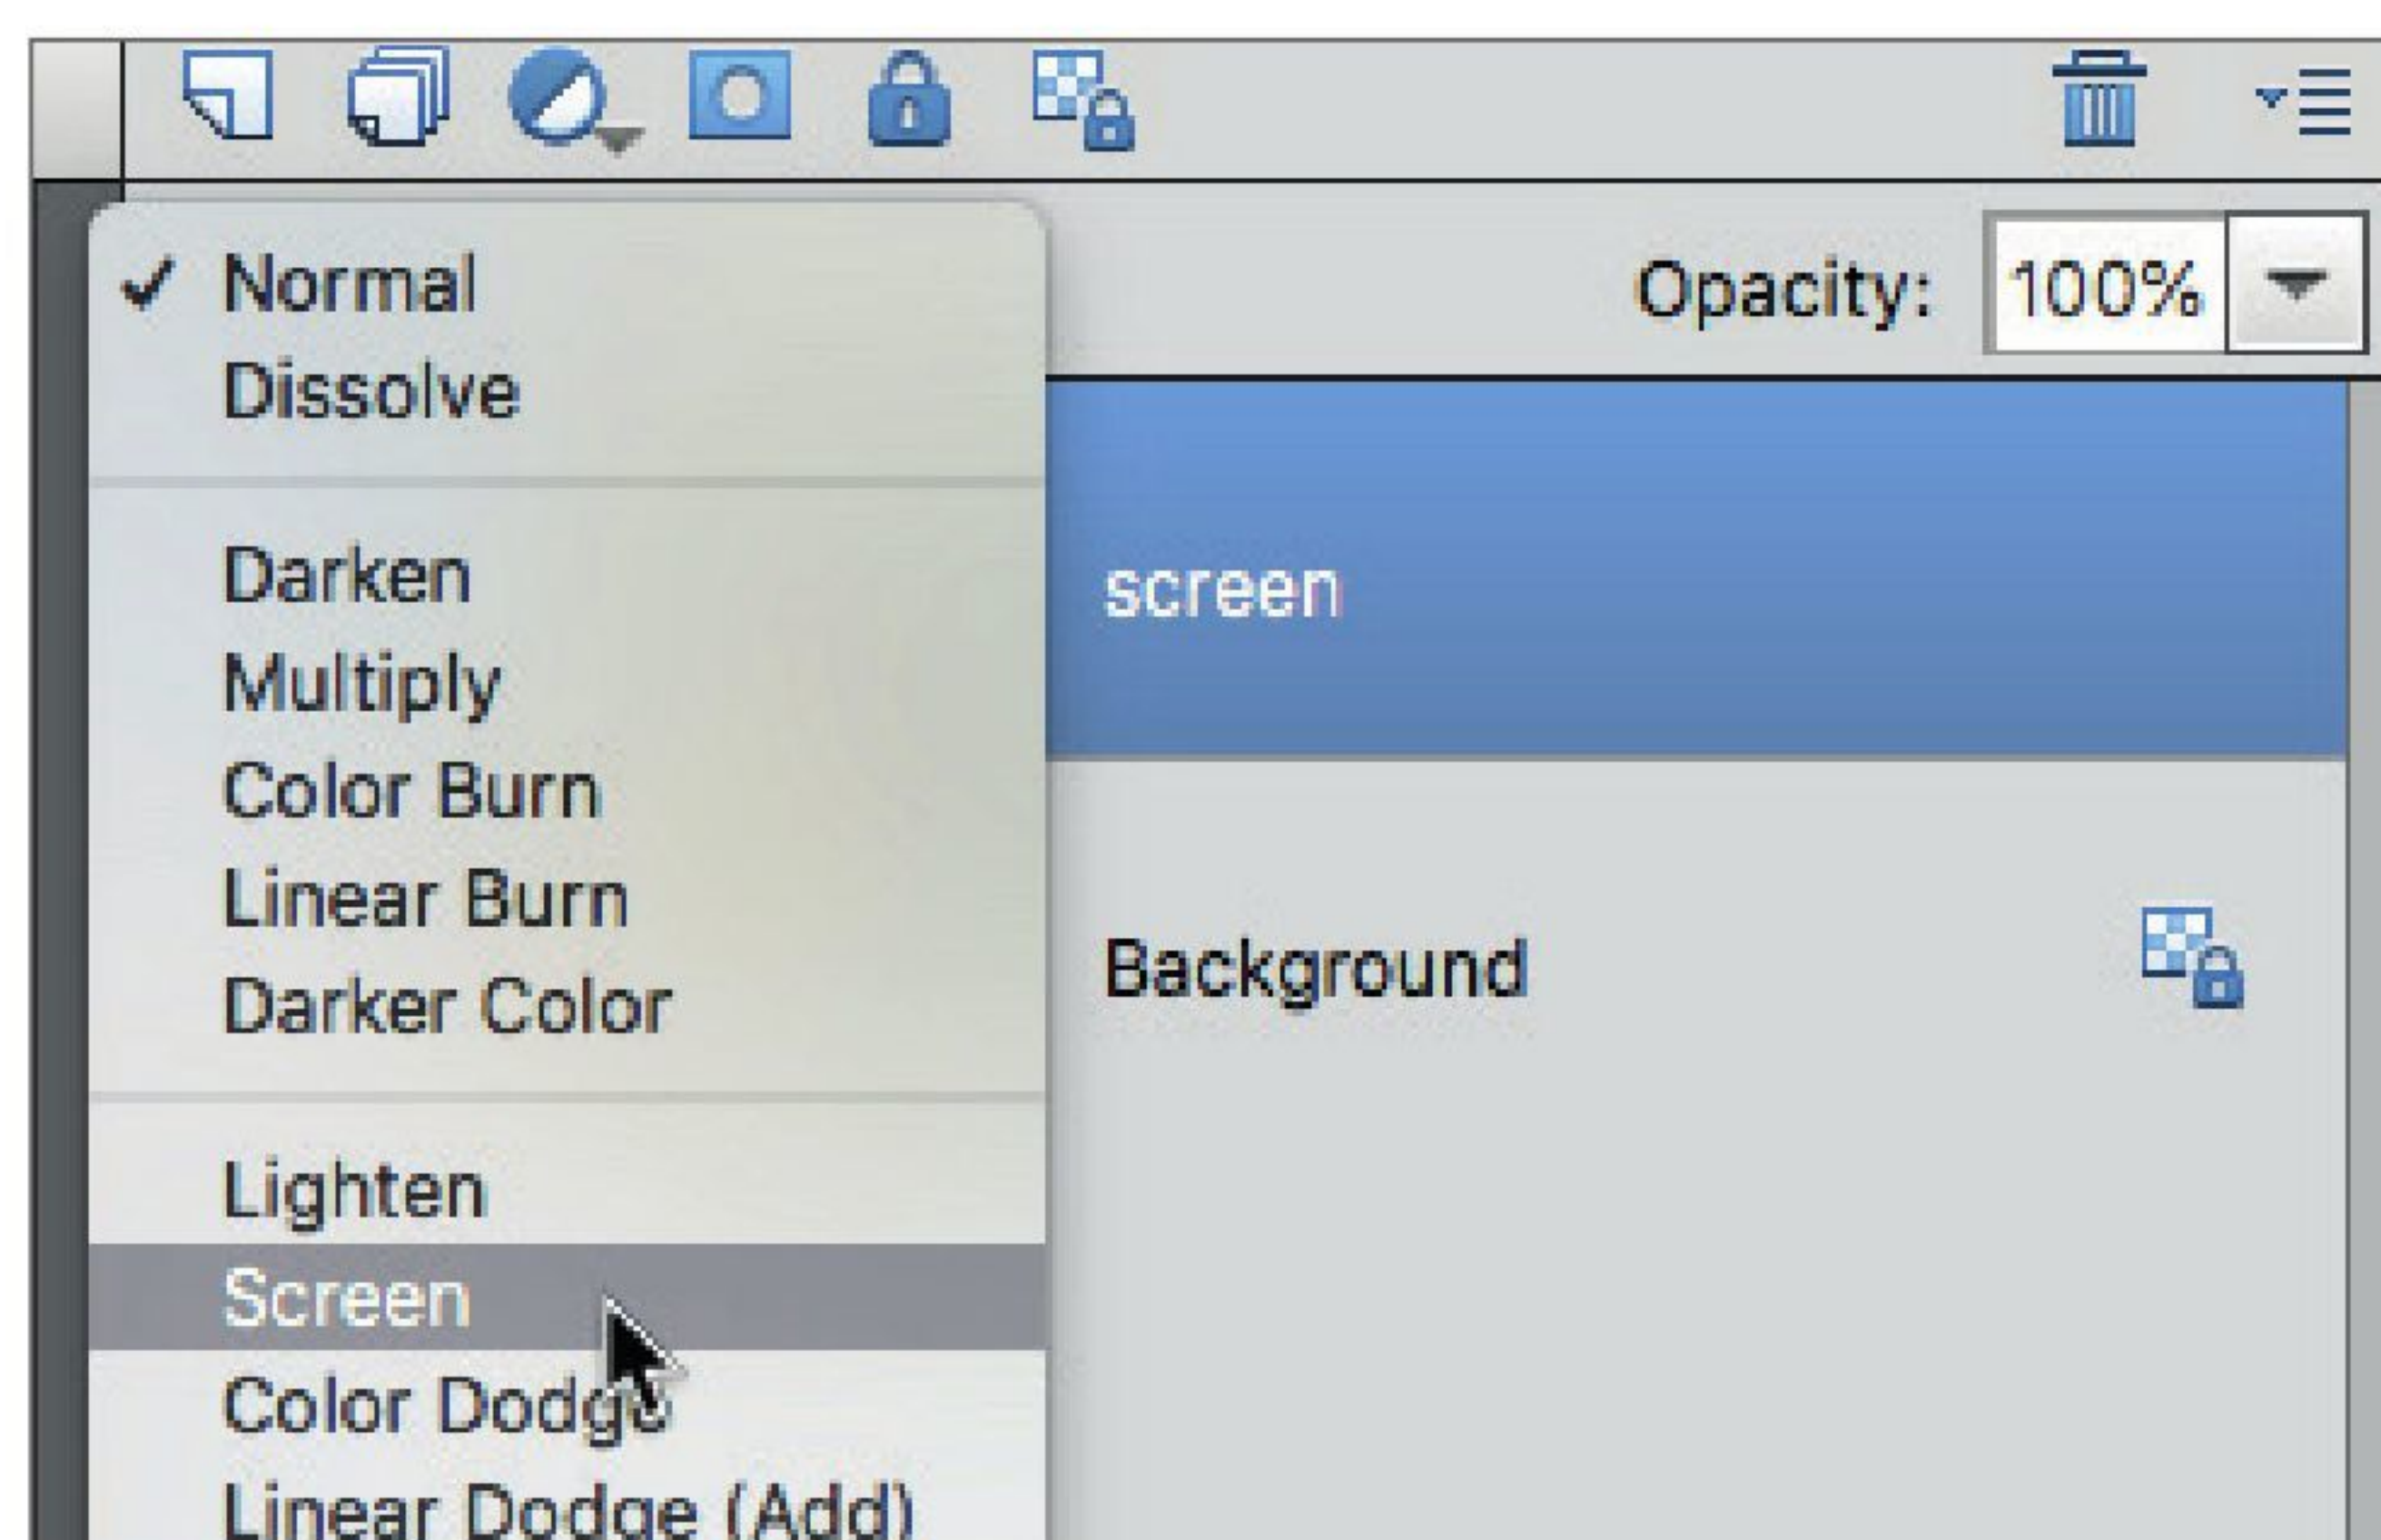 Normal
Opacity: 100%
Dissolve
Darken
screen
Multiply
Color Burn
Linear Burn
Background
Darker Color
Lighten
Screen
Color Dodge
Linear Dodge (Add)